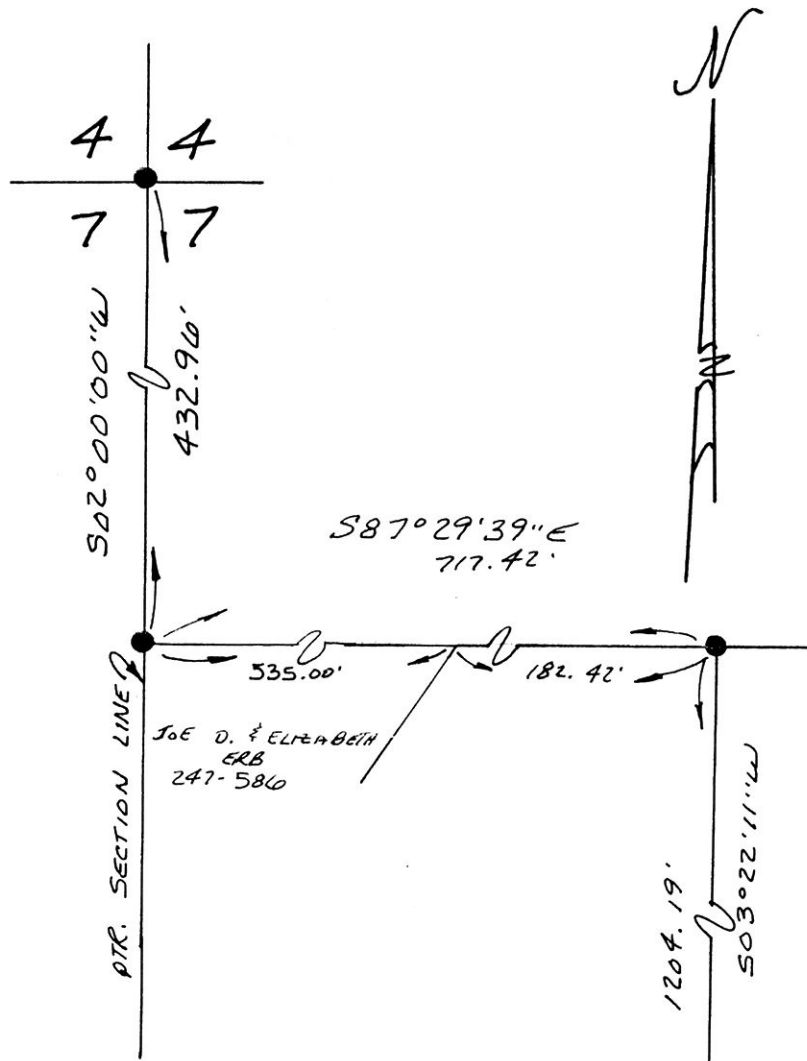 N
4 4
7 7
S02°00'00"W
432.96'
S87°29'39"E
717.42'
535.00'
182.42'
JOE D. & ELIZABETH
ERB
247-586
QTR. SECTION LINE
1204.19'
S03°22'11"W